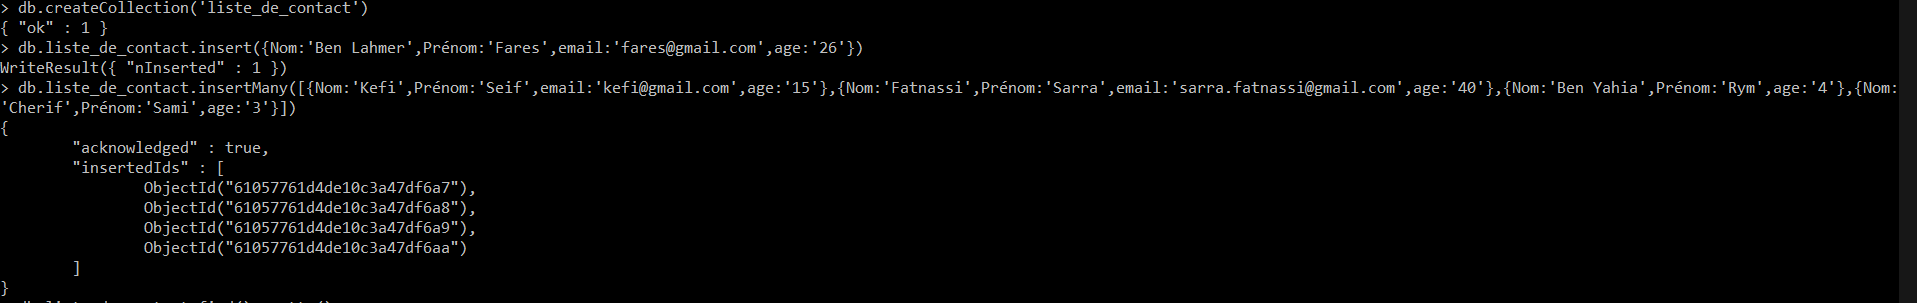 > db.createCollection('liste_de_contact')
{ "ok" : 1 }
> db.liste_de_contact.insert({Nom:'Ben Lahmer',Prénom:'Fares',email:'fares@gmail.com',age:'26'})
WriteResult({ "nInserted" : 1 })
> db.liste_de_contact.insertMany([{Nom:'Kefi',Prénom:'Seif',email:'kefi@gmail.com',age:'15'},{Nom:'Fatnassi',Prénom:'Sarra',email:'sarra.fatnassi@gmail.com',age:'40'},{Nom:'Ben Yahia',Prénom:'Rym',age:'4'},{Nom:
'Cherif',Prénom:'Sami',age:'3'}])
{
        "acknowledged" : true,
        "insertedIds" : [
                ObjectId("61057761d4de10c3a47df6a7"),
                ObjectId("61057761d4de10c3a47df6a8"),
                ObjectId("61057761d4de10c3a47df6a9"),
                ObjectId("61057761d4de10c3a47df6aa")
        ]
}